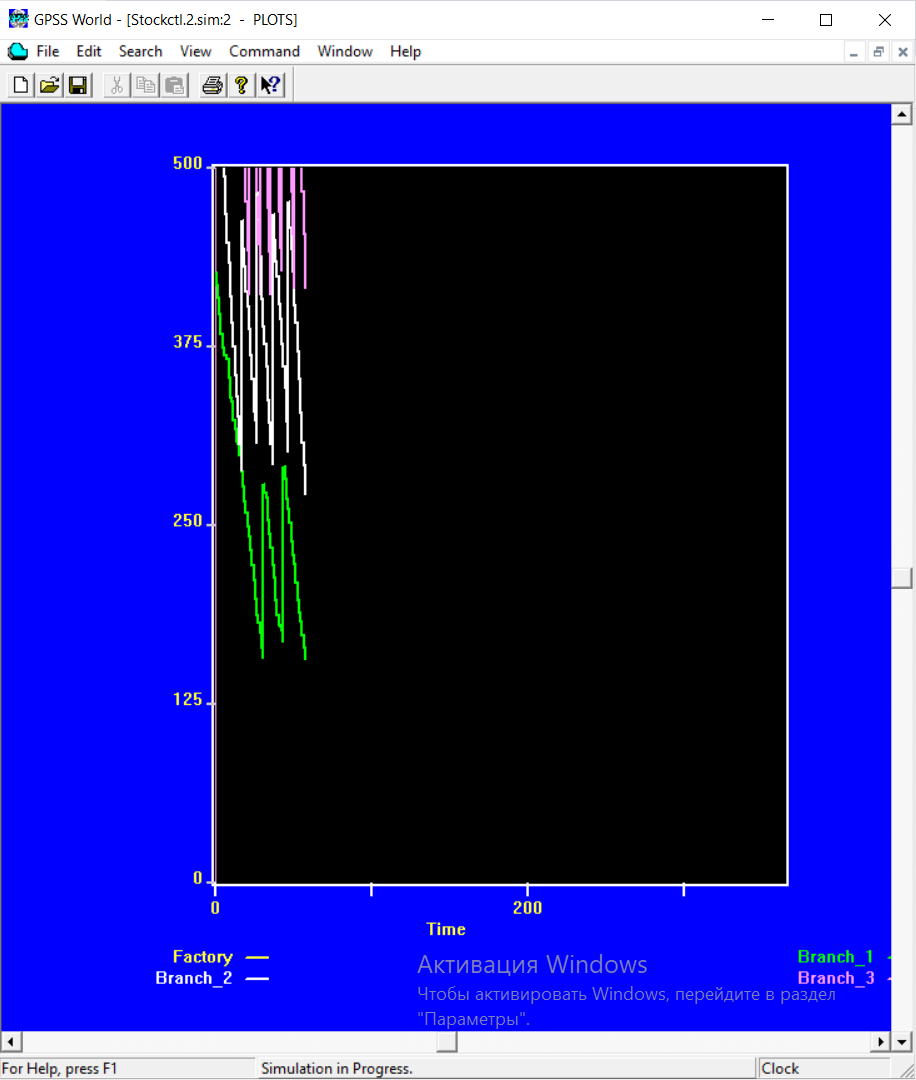 GPSS World - [Stockctl.2.sim:2 - PLOTS]
File Edit Search View Command Window Help
500
375
250
125
0
0 200
Time
Factory Branch_1
Branch_2 Branch_3
Активация Windows
Чтобы активировать Windows, перейдите в раздел
"Параметры".
For Help, press F1 Simulation in Progress. Clock